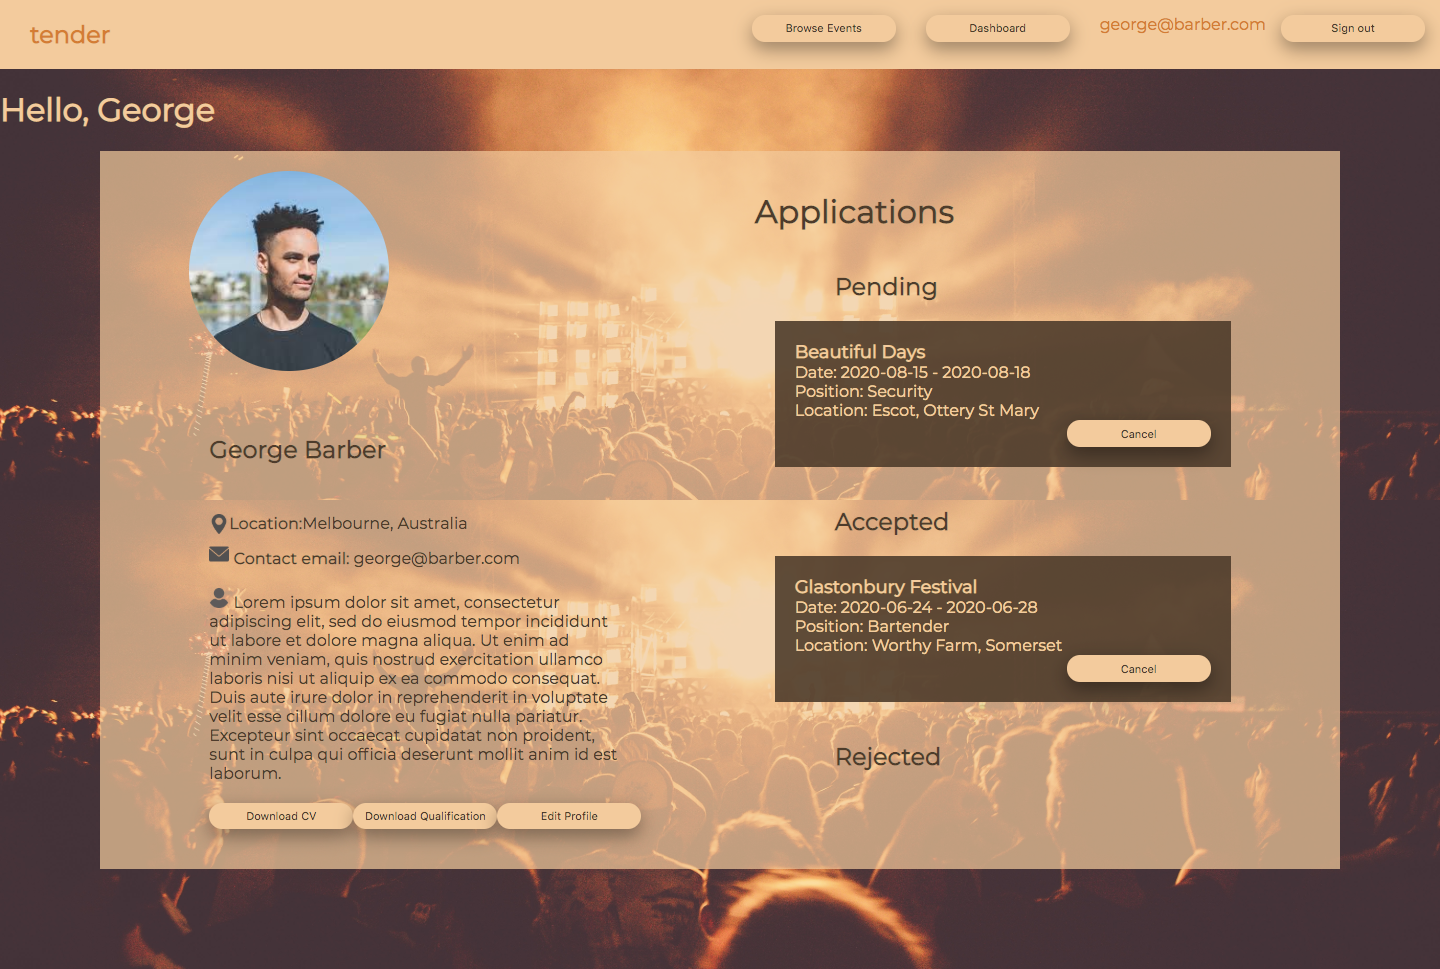 tender
Browse Events
Dashboard
george@barber.com
Sign out
Hello, George
George Barber
Location:Melbourne, Australia
Contact email: george@barber.com
Lorem ipsum dolor sit amet, consectetur
adipiscing elit, sed do eiusmod tempor incididunt
ut labore et dolore magna aliqua. Ut enim ad
minim veniam, quis nostrud exercitation ullamco
laboris nisi ut aliquip ex ea commodo consequat.
Duis aute irure dolor in reprehenderit in voluptate
velit esse cillum dolore eu fugiat nulla pariatur.
Excepteur sint occaecat cupidatat non proident,
sunt in culpa qui officia deserunt mollit anim id est
laborum.
Download CV
Download Qualification
Edit Profile
Applications
Pending
Beautiful Days
Date: 2020-08-15 - 2020-08-18
Position: Security
Location: Escot, Ottery St Mary
Cancel
Accepted
Glastonbury Festival
Date: 2020-06-24 - 2020-06-28
Position: Bartender
Location: Worthy Farm, Somerset
Cancel
Rejected